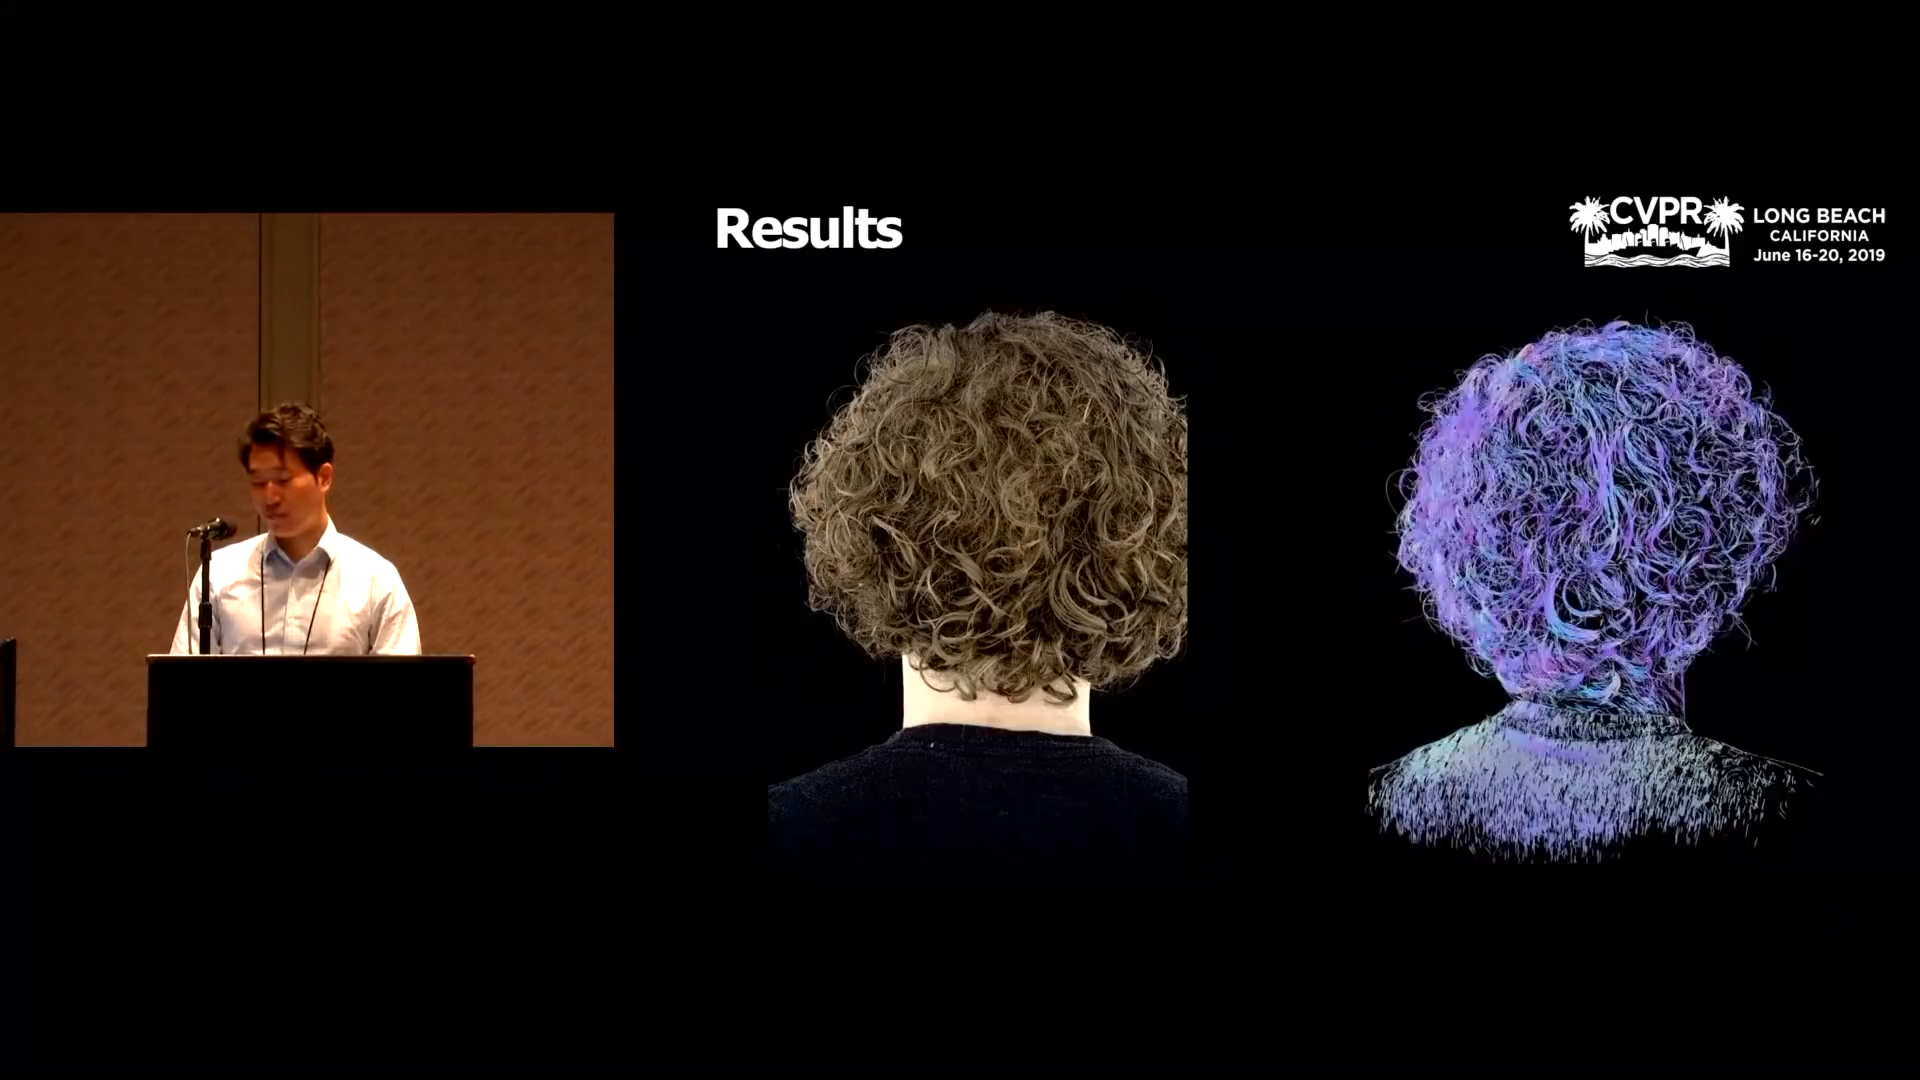 Results
CVPR
LONG BEACH
CALIFORNIA
June 16-20, 2019